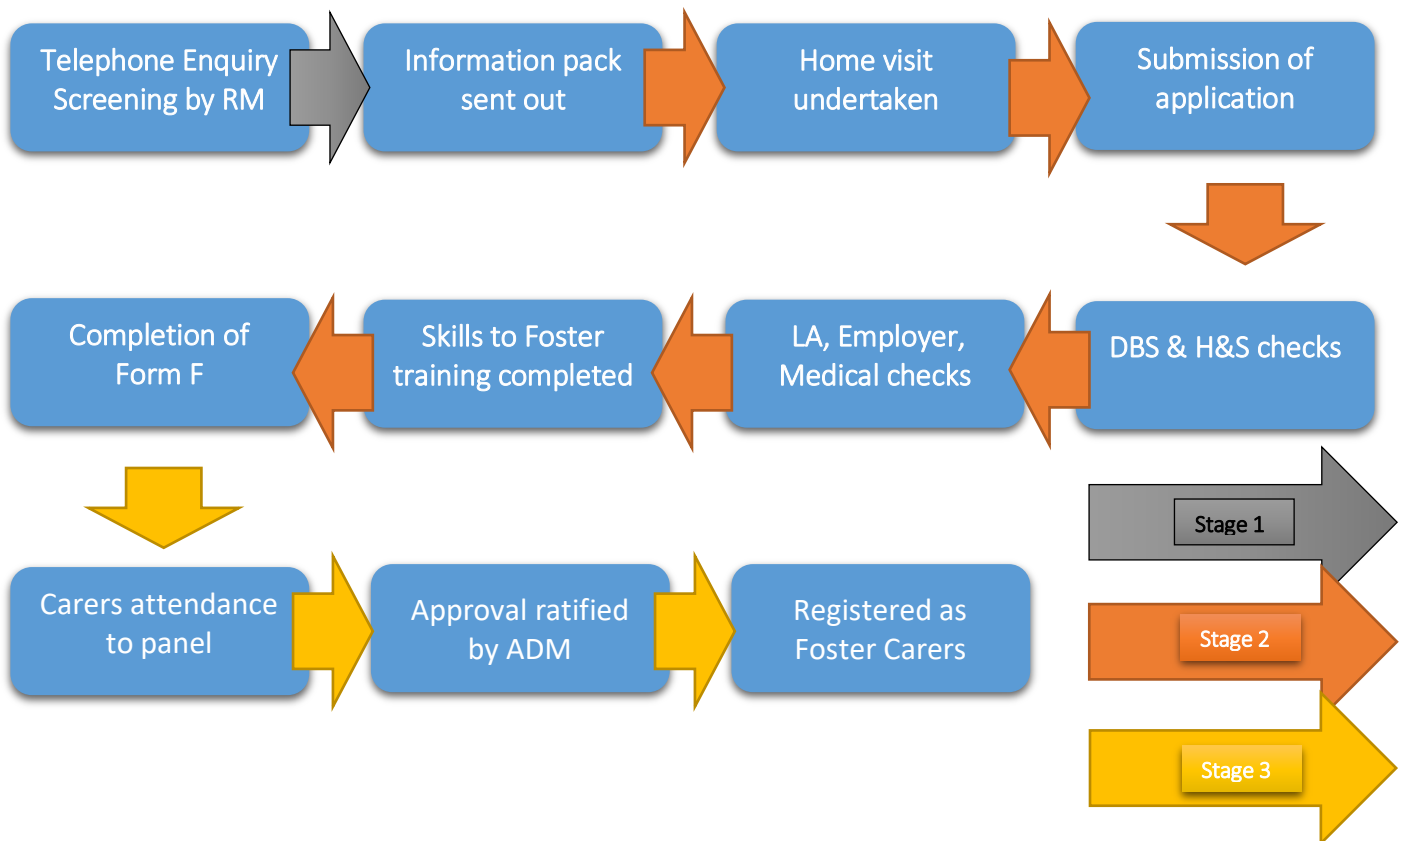 Telephone Enquiry
Screening by RM
Information pack
sent out
Home visit
undertaken
Submission of
application
DBS & H&S checks
LA, Employer,
Medical checks
Skills to Foster
training completed
Completion of
Form F
Carers attendance
to panel
Approval ratified
by ADM
Registered as
Foster Carers
Stage 1
Stage 2
Stage 3